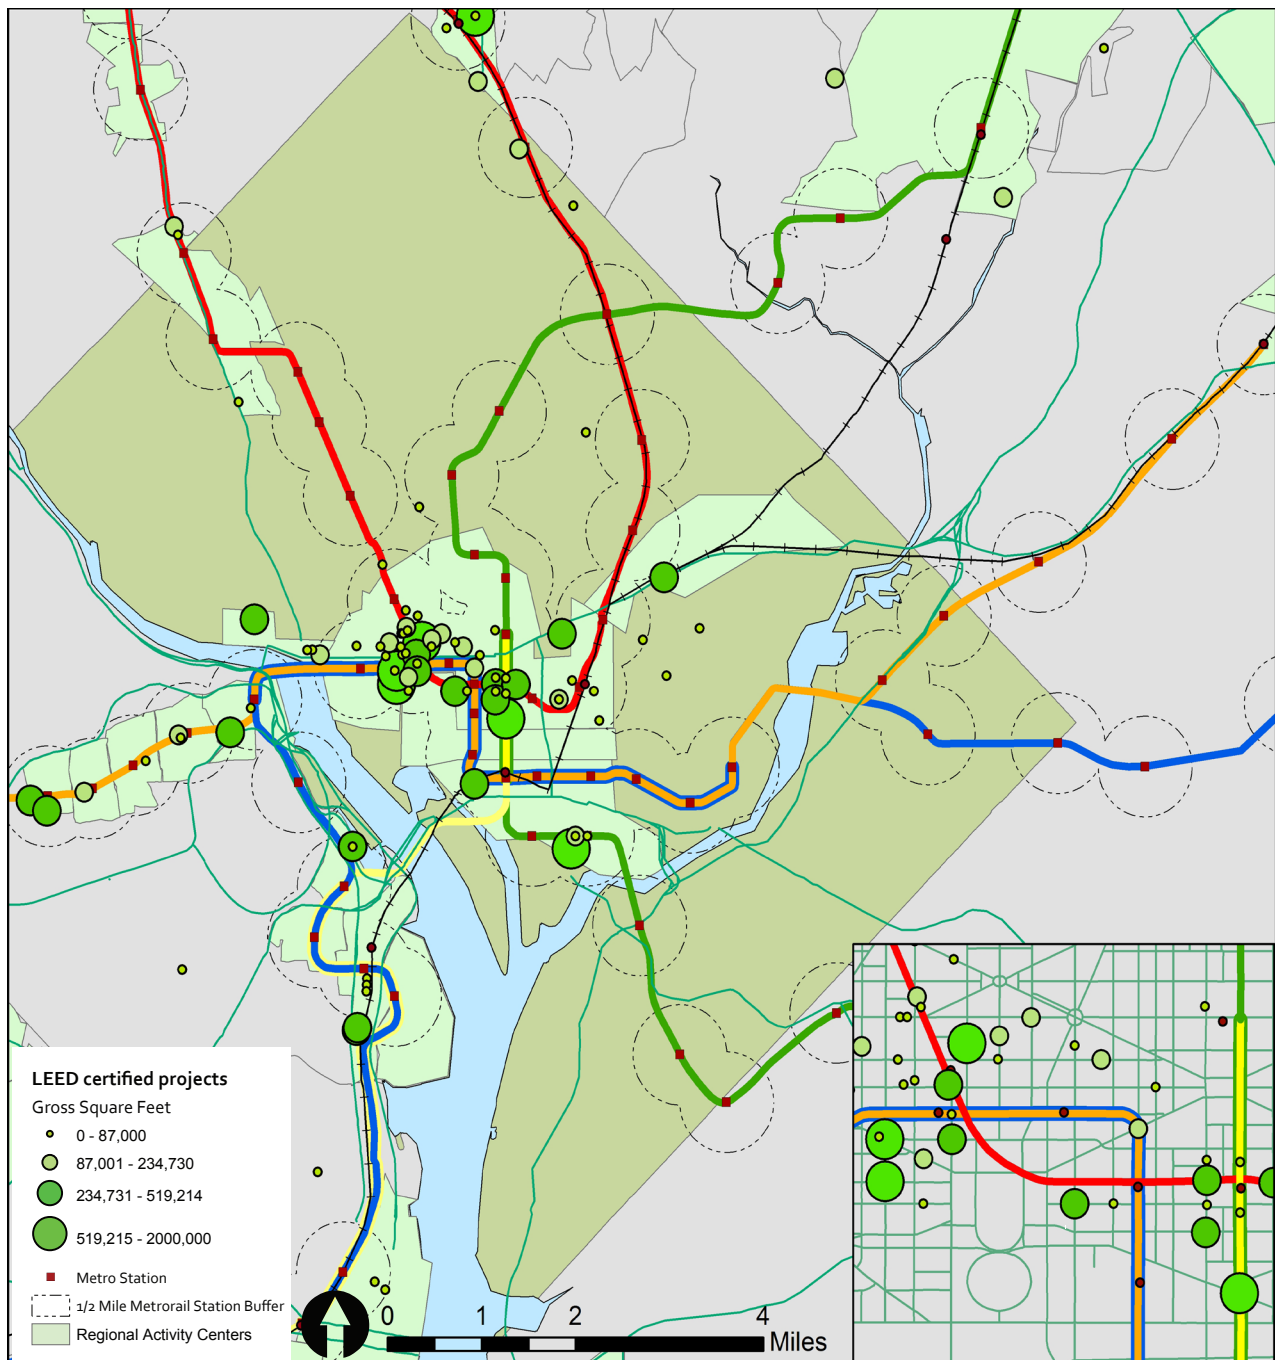 LEED certified projects
Gross Square Feet
0 - 87,000
87,001 - 234,730
234,731 - 519,214
519,215 - 2000,000
Metro Station
1/2 Mile Metrorail Station Buffer
Regional Activity Centers
0 1 2 4
Miles